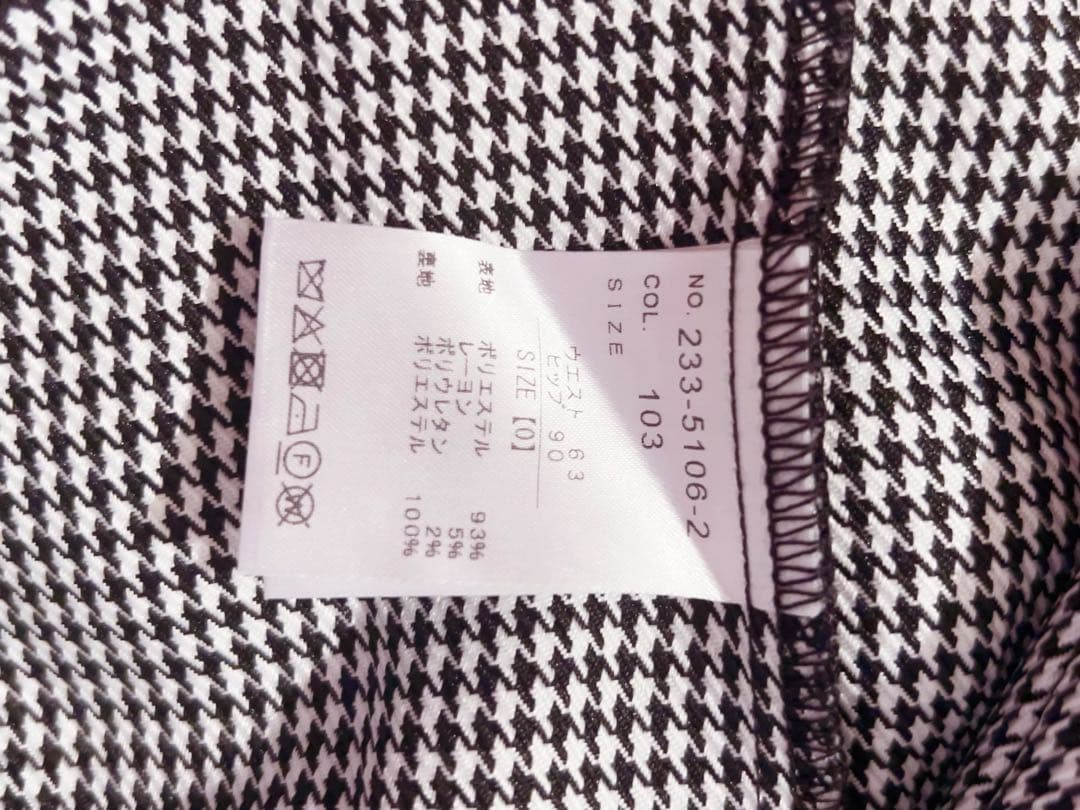 NO. 233-5106-2
COL. 103
SIZE
ウエスト 63
ヒップ 90
SIZE【0】
表地 ポリエステル 93%
レーヨン 5%
ポリウレタン 2%
裏地 ポリエステル 100%
F
W